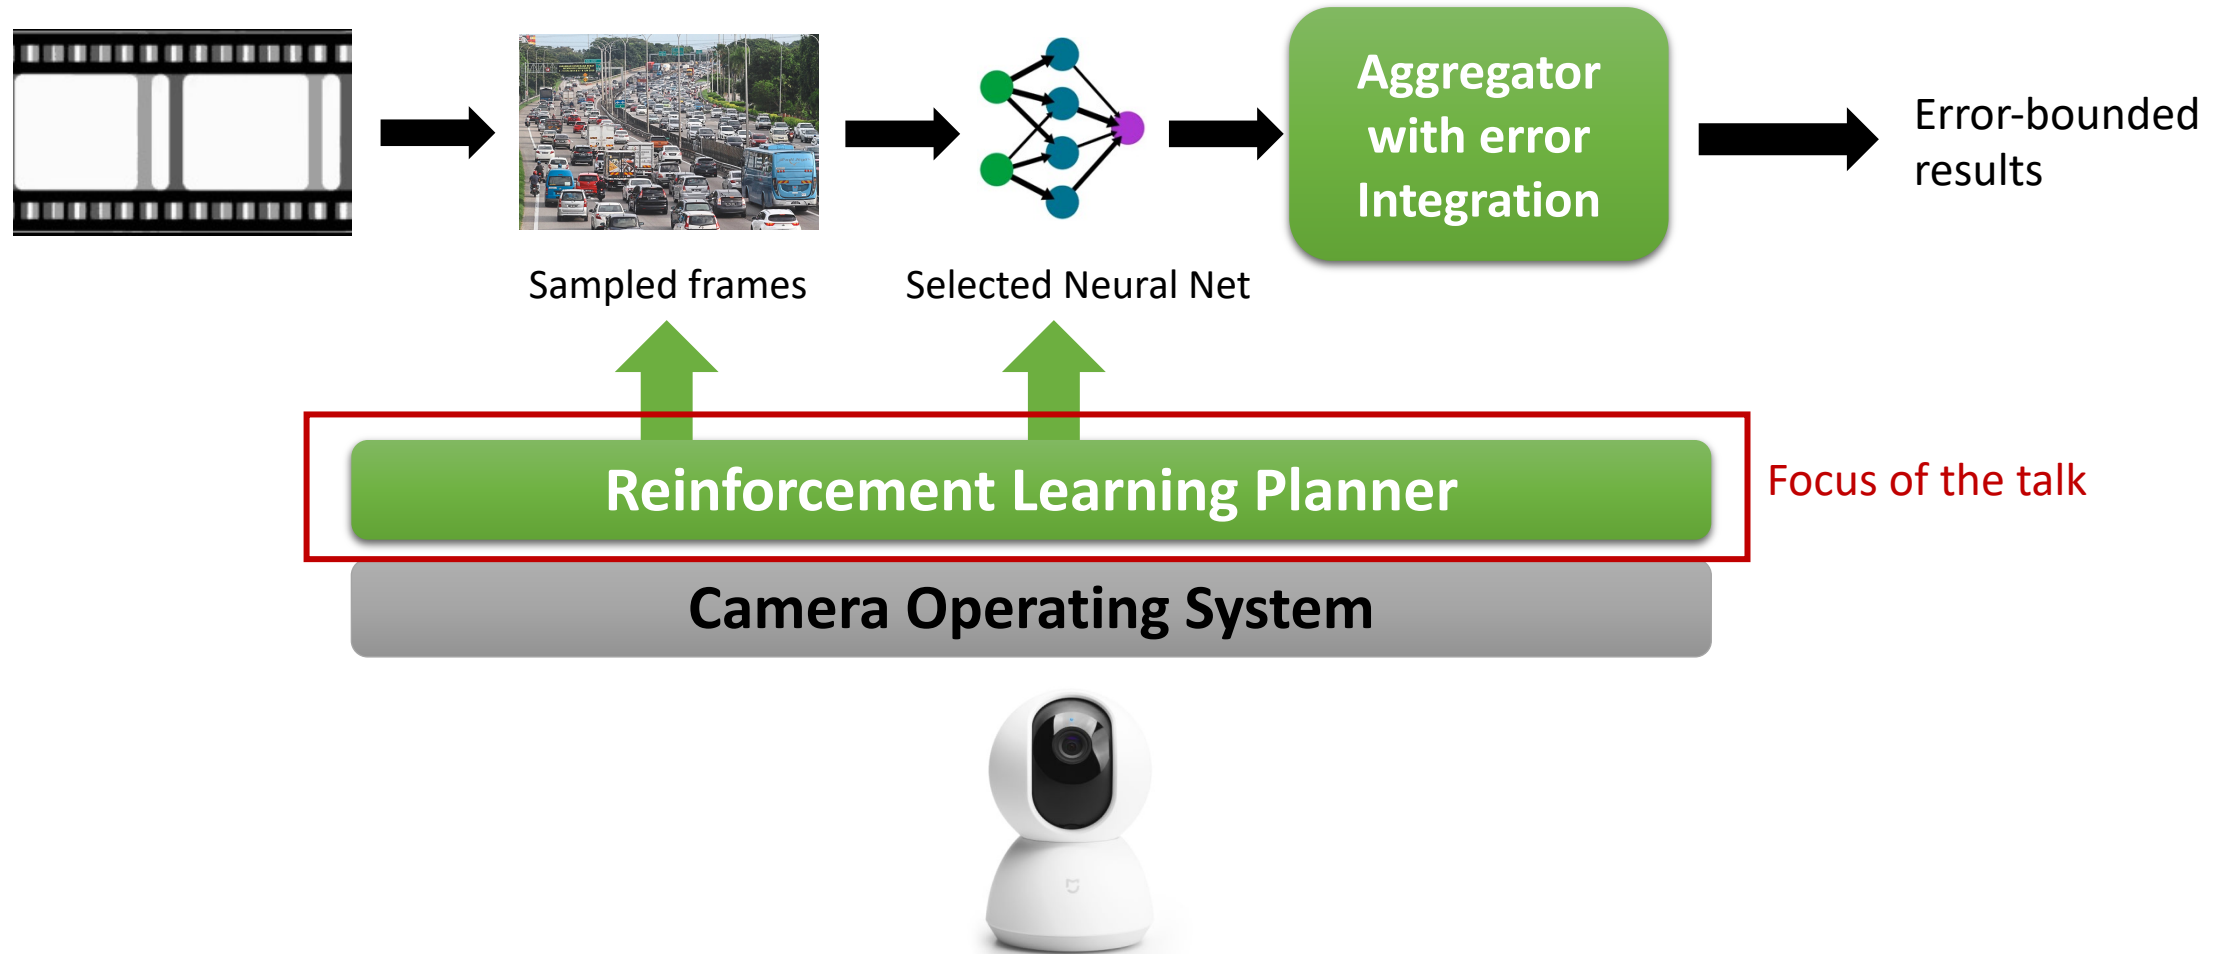 Aggregator
with error
Integration
Error-bounded
results
Sampled frames
Selected Neural Net
Reinforcement Learning Planner
Focus of the talk
Camera Operating System